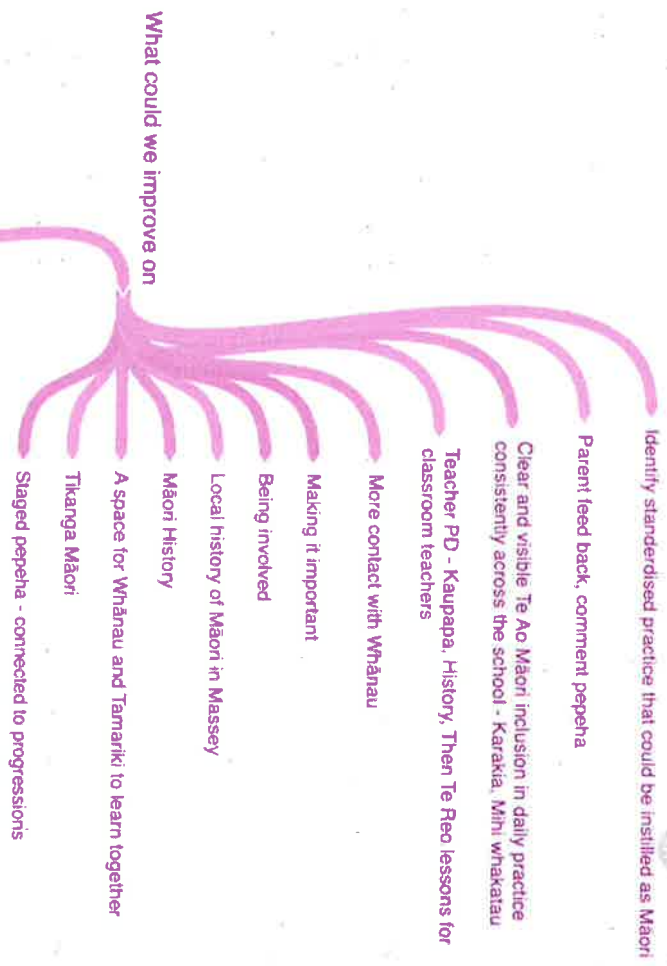 What could we improve on
Identify standerdised practice that could be instilled as Māori
Parent feed back, comment pepeha
Clear and visible Te Ao Māori inclusion in daily practice
consistently across the school - Karakia, Mihi whakatau
Teacher PD - Kaupapa, History, Then Te Reo lessons for
classroom teachers
More contact with Whānau
Making it important
Being involved
Local history of Māori in Massey
Māori History
A space for Whānau and Tamariki to learn together
Tikanga Māori
Staged pepeha - connected to progressions